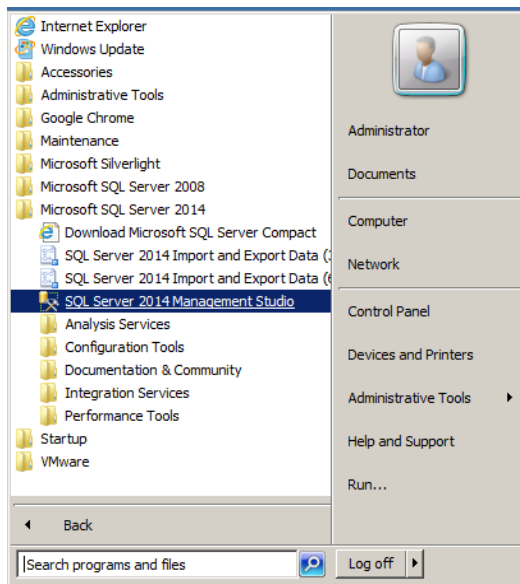 Internet Explorer
Windows Update
Accessories
Administrative Tools
Google Chrome
Maintenance
Microsoft Silverlight
Microsoft SQL Server 2008
Microsoft SQL Server 2014
Download Microsoft SQL Server Compact
SQL Server 2014 Import and Export Data (3
SQL Server 2014 Import and Export Data (6
SQL Server 2014 Management Studio
Analysis Services
Configuration Tools
Documentation & Community
Integration Services
Performance Tools
Startup
VMware
Back
Search programs and files
Administrator
Documents
Computer
Network
Control Panel
Devices and Printers
Administrative Tools
Help and Support
Run...
Log off